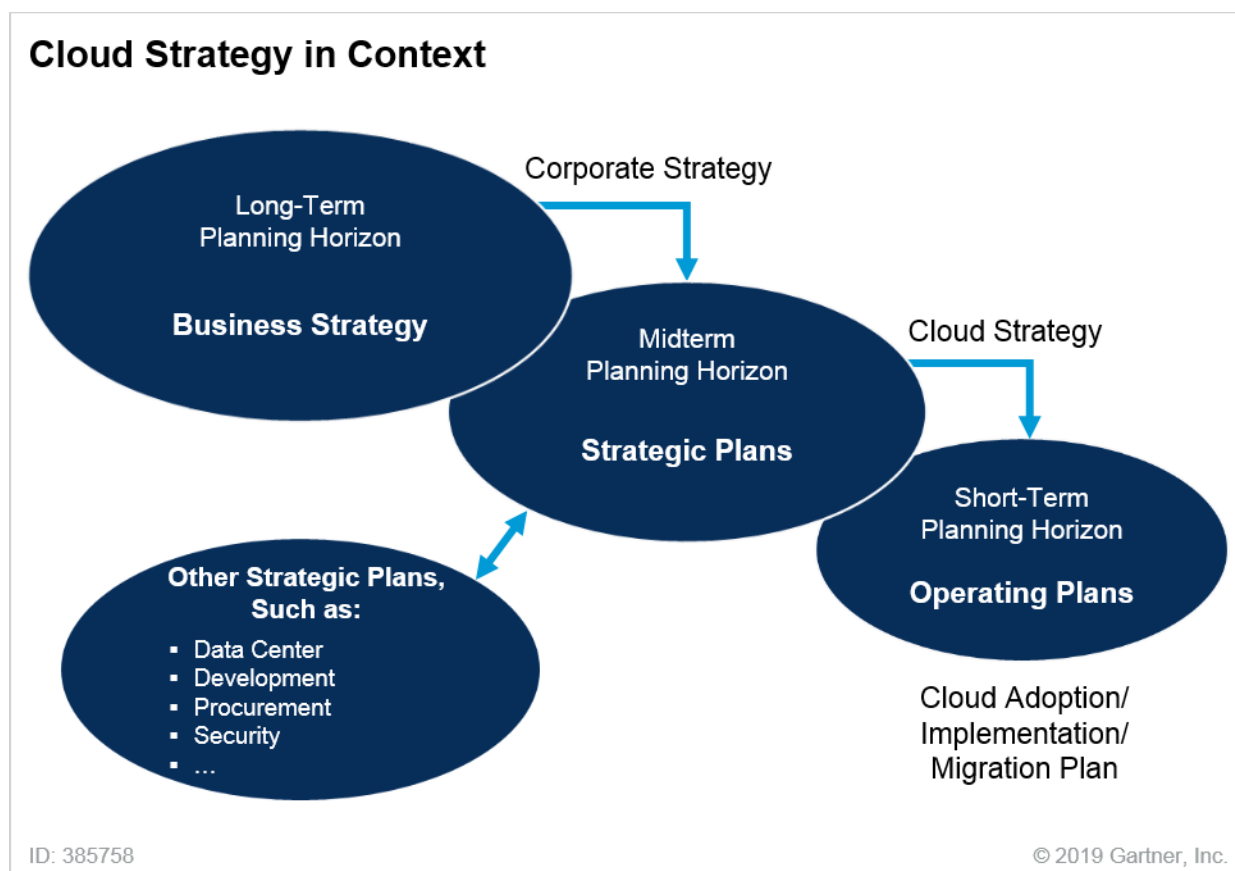 Cloud Strategy in Context
Long-Term
Planning Horizon
Business Strategy
Corporate Strategy
Midterm
Planning Horizon
Strategic Plans
Cloud Strategy
Short-Term
Planning Horizon
Operating Plans
Cloud Adoption/
Implementation/
Migration Plan
Other Strategic Plans,
Such as:
▪ Data Center
▪ Development
▪ Procurement
▪ Security
▪ ...
ID: 385758
© 2019 Gartner, Inc.